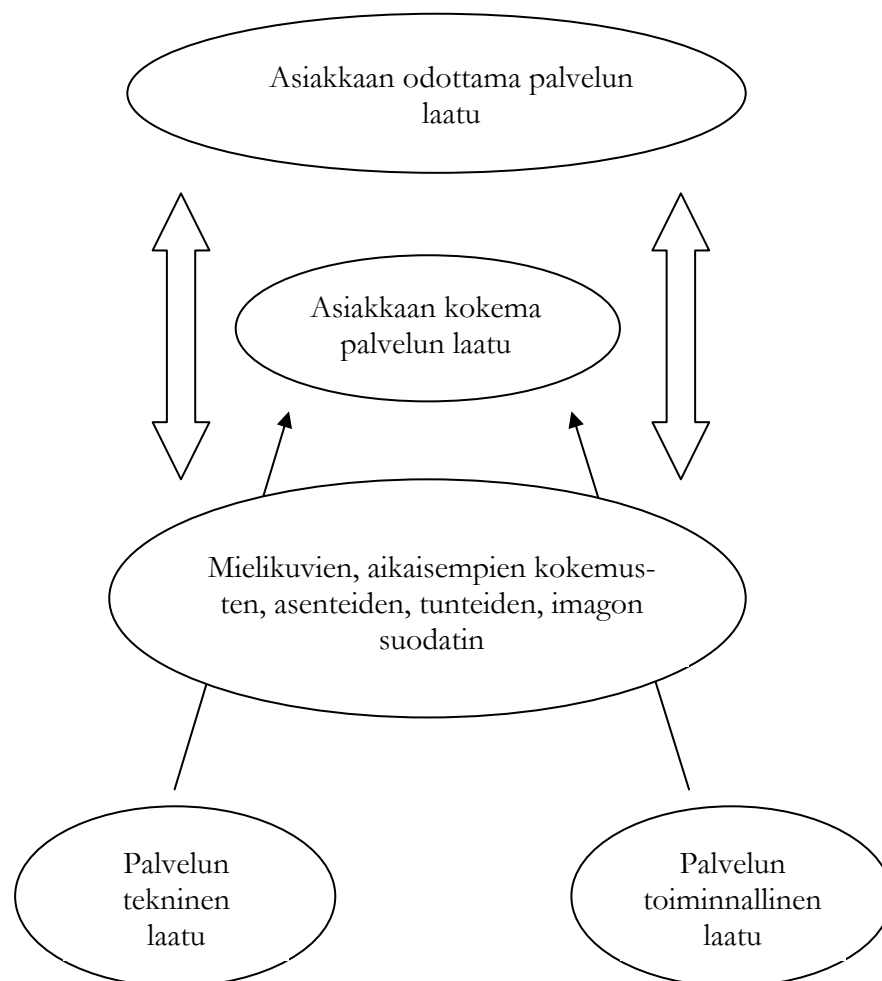 Asiakkaan odottama palvelun
laatu
Asiakkaan kokema
palvelun laatu
Mielikuvien, aikaisempien kokemus-
ten, asenteiden, tunteiden, imagon
suodatin
Palvelun
tekninen
laatu
Palvelun
toiminnallinen
laatu